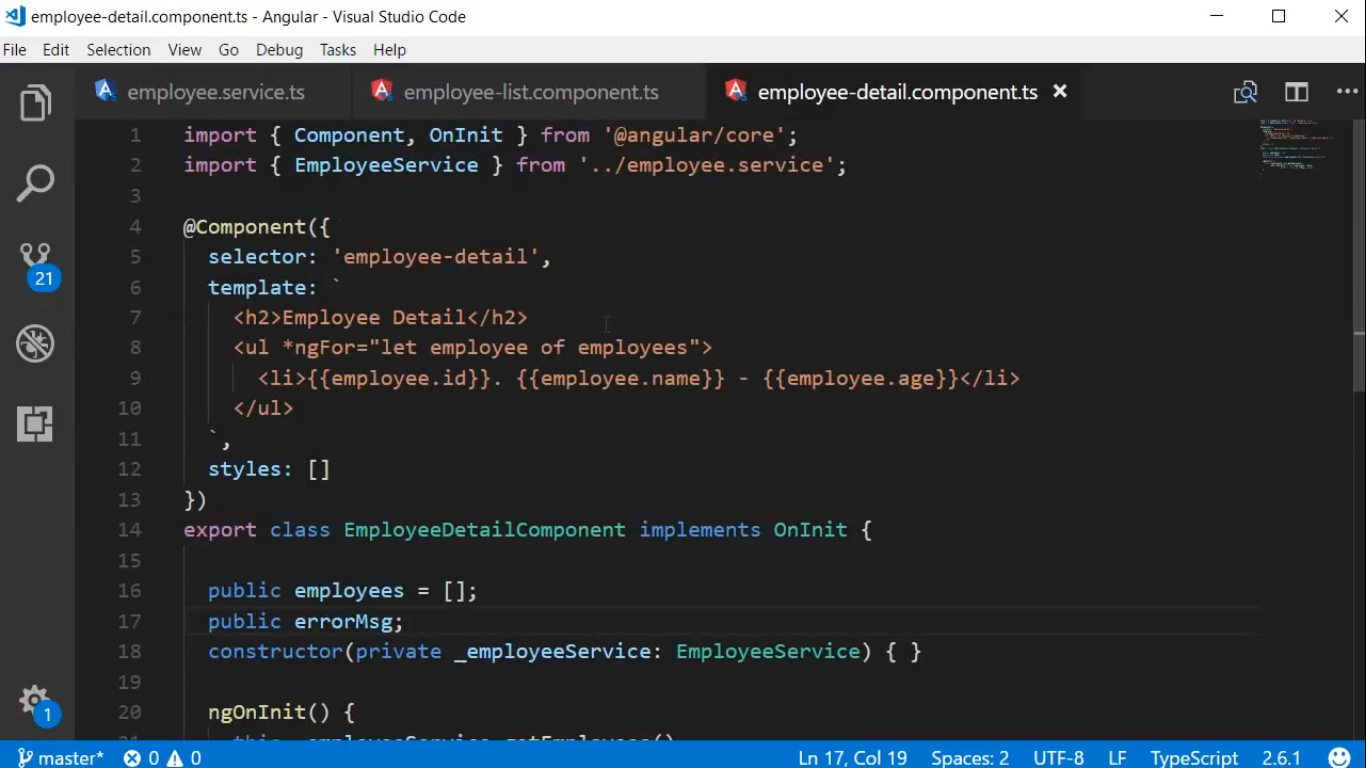 employee-detail.component.ts - Angular - Visual Studio Code
File Edit Selection View Go Debug Tasks Help
employee.service.ts employee-list.component.ts employee-detail.component.ts
1 import { Component, OnInit } from '@angular/core';
2 import { EmployeeService } from '../employee.service';
3
4 @Component({
5 selector: 'employee-detail',
6 template: `
7 <h2>Employee Detail</h2>
8 <ul *ngFor="let employee of employees">
9 <li>{{employee.id}}. {{employee.name}} - {{employee.age}}</li>
10 </ul>
11 `,
12 styles: []
13 })
14 export class EmployeeDetailComponent implements OnInit {
15
16 public employees = [];
17 public errorMsg;
18 constructor(private _employeeService: EmployeeService) { }
19
20 ngOnInit() {
21 this._employeeService.getEmployees()
21
1
master* 0 0 Ln 17, Col 19 Spaces: 2 UTF-8 LF TypeScript 2.6.1